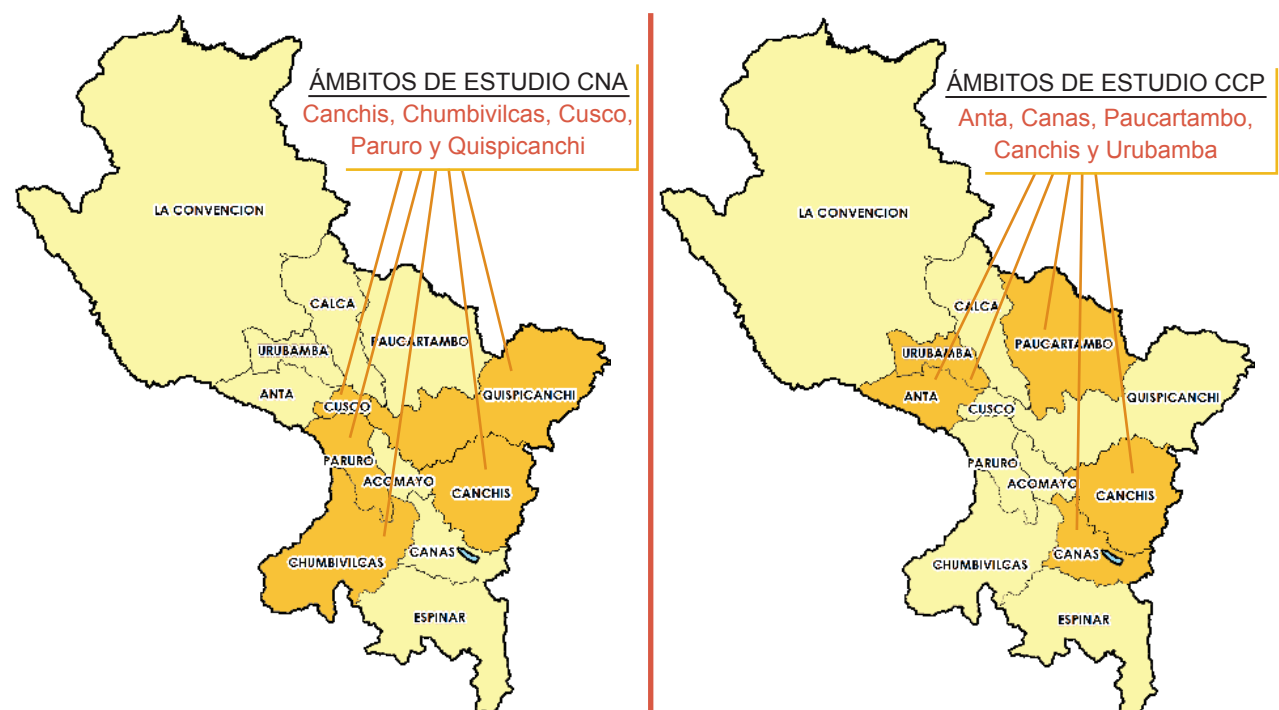 ÁMBITOS DE ESTUDIO CNA
Canchis, Chumbivilcas, Cusco,
Paruro y Quispicanchi
LA CONVENCION
CALCA
URUBAMBA
PAUCARTAMBO
ANTA
CUSCO
QUISPICANCHI
PARURO
ACOMAYO
CANCHIS
CANAS
CHUMBIVILCAS
ESPINAR
ÁMBITOS DE ESTUDIO CCP
Anta, Canas, Paucartambo,
Canchis y Urubamba
LA CONVENCION
CALCA
URUBAMBA
PAUCARTAMBO
ANTA
CUSCO
QUISPICANCHI
PARURO
ACOMAYO
CANCHIS
CANAS
CHUMBIVILCAS
ESPINAR